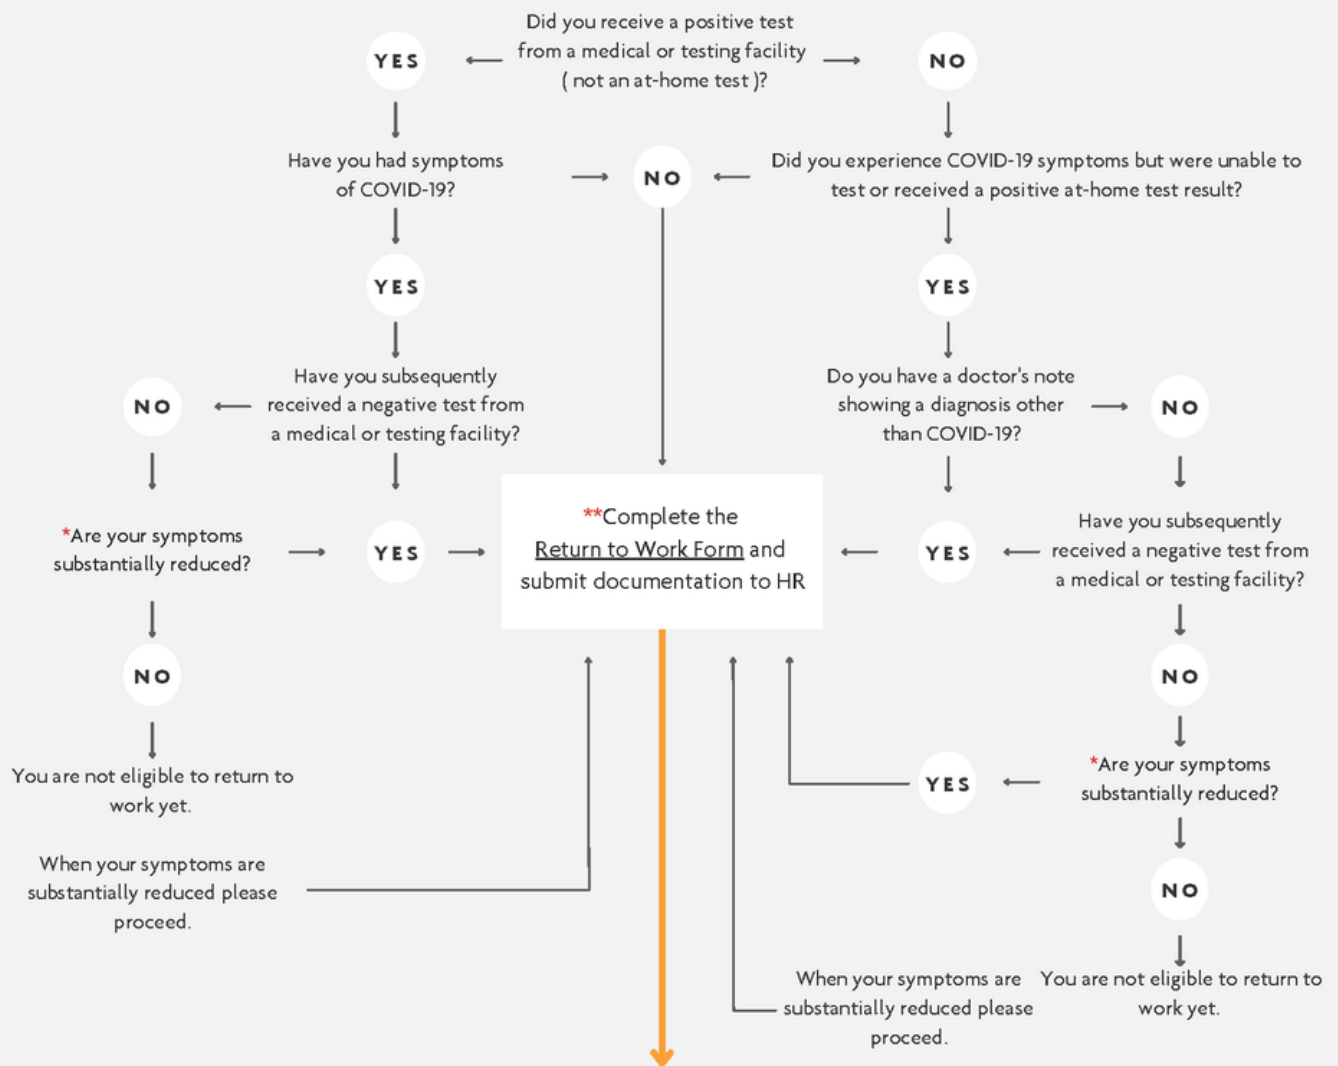 Did you receive a positive test
from a medical or testing facility
( not an at-home test )?
YES
NO
Have you had symptoms
of COVID-19?
NO
Did you experience COVID-19 symptoms but were unable to
test or received a positive at-home test result?
YES
YES
Have you subsequently
received a negative test from
a medical or testing facility?
NO
Do you have a doctor's note
showing a diagnosis other
than COVID-19?
NO
*Are your symptoms
substantially reduced?
YES
**Complete the
Return to Work Form and
submit documentation to HR
YES
Have you subsequently
received a negative test from
a medical or testing facility?
NO
NO
You are not eligible to return to
work yet.
YES
*Are your symptoms
substantially reduced?
When your symptoms are
substantially reduced please
proceed.
NO
When your symptoms are
substantially reduced please
proceed.
You are not eligible to return to
work yet.